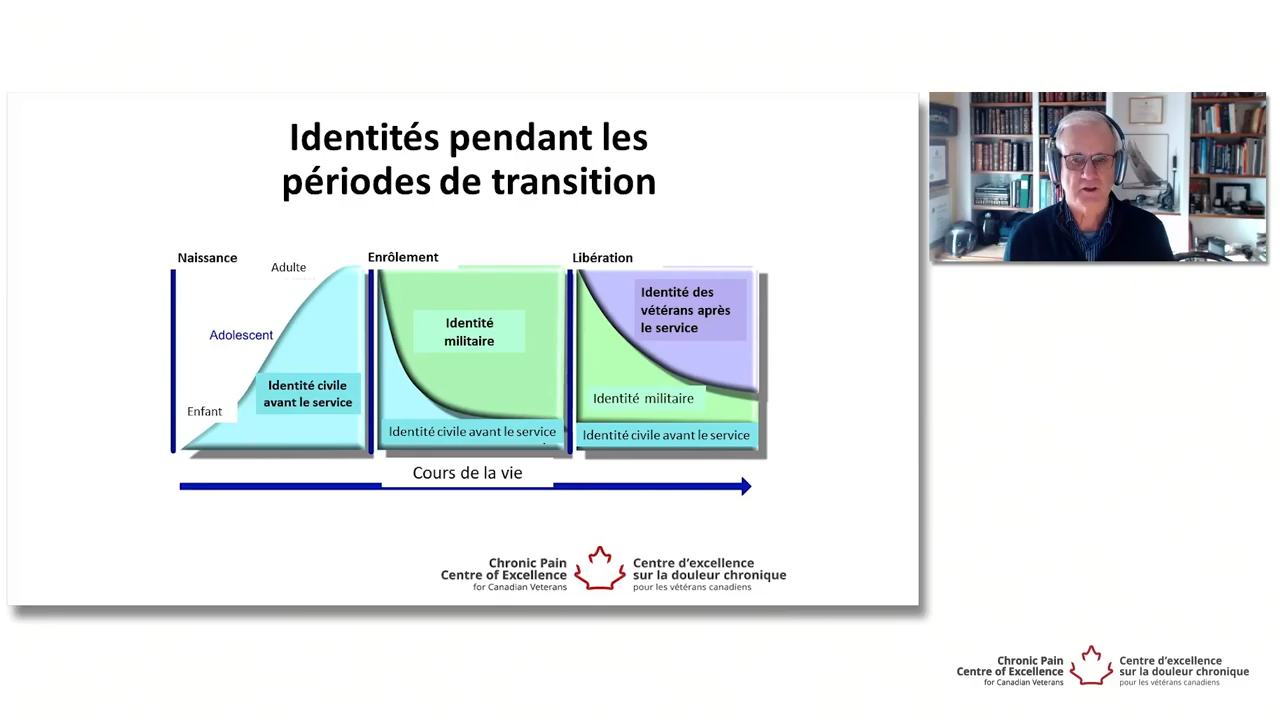 Identités pendant les
périodes de transition
Naissance
Adulte
Enrôlement
Libération
Adolescent
Enfant
Identité civile
avant le service
Identité
militaire
Identité civile avant le service
Identité des
vétérans après
le service
Identité militaire
Identité civile avant le service
Cours de la vie
Chronic Pain
Centre of Excellence
for Canadian Veterans
Centre d'excellence
sur la douleur chronique
pour les vétérans canadiens
Chronic Pain
Centre of Excellence
for Canadian Veterans
Centre d'excellence
sur la douleur chronique
pour les vétérans canadiens